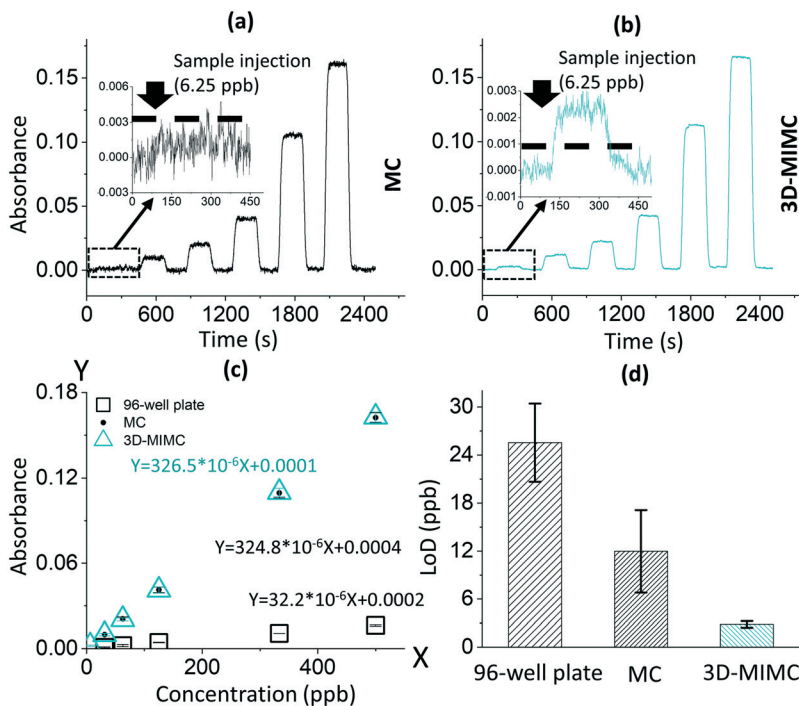 (a)
Sample injection
(6.25 ppb)
0.006
0.003
0.000
-0.003
0 150 300 450
0.15
0.10
0.05
0.00
Absorbance
MC
0 600 1200 1800 2400
Time (s)
(b)
Sample injection
(6.25 ppb)
0.003
0.002
0.001
0.000
-0.001
0 150 300 450
0.15
0.10
0.05
0.00
3D-MIMC
0 600 1200 1800 2400
Time (s)
Y
(c)
96-well plate
MC
3D-MIMC
Y=326.5*10-6X+0.0001
Y=324.8*10-6X+0.0004
Y=32.2*10-6X+0.0002
0.18
0.12
0.06
0.00
Absorbance
0 200 400
X
Concentration (ppb)
(d)
30
24
18
12
6
0
LoD (ppb)
96-well plate MC 3D-MIMC